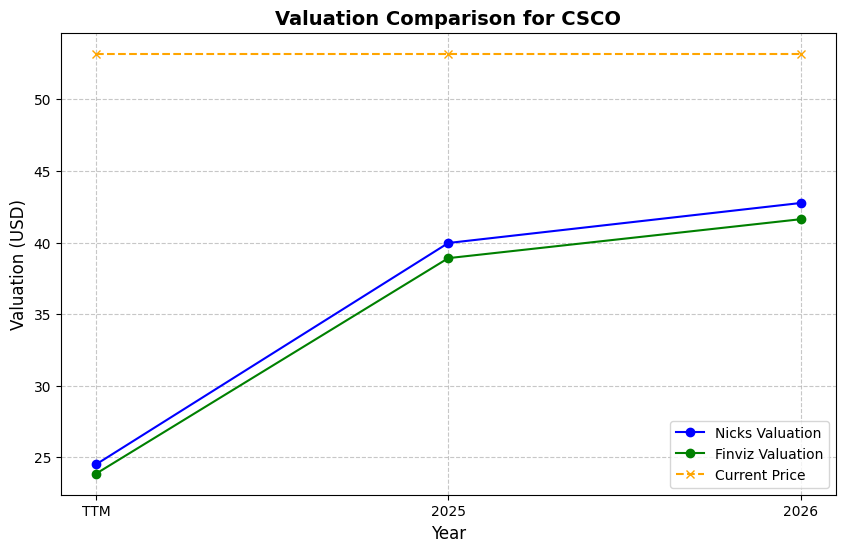 Valuation Comparison for CSCO
Valuation (USD)
50
45
40
35
30
25
TTM
2025
2026
Year
Nicks Valuation
Finviz Valuation
Current Price